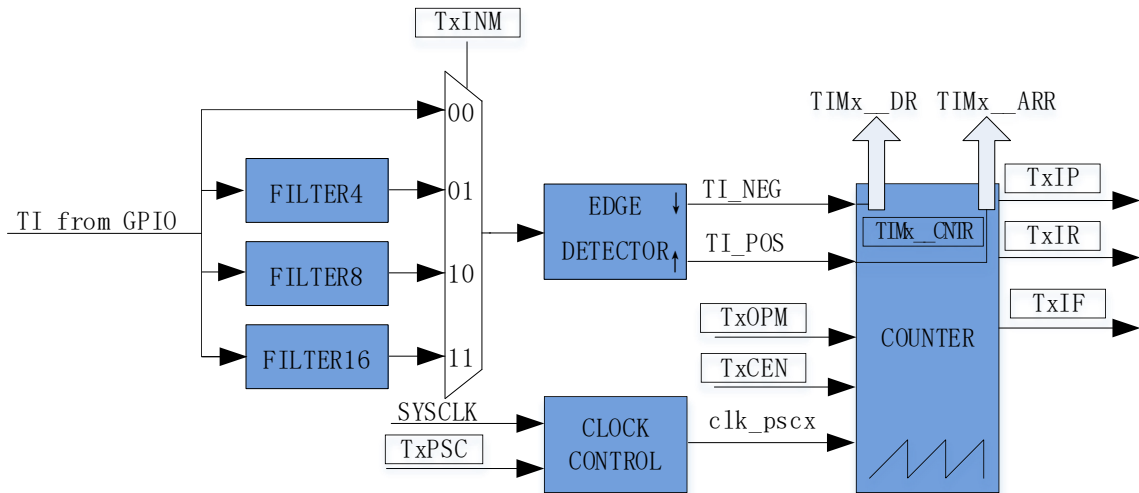 TxINM
TIMx__DR TIMx__ARR
00
FILTER4
01
TI from GPIO
FILTER8
10
FILTER16
11
EDGE ↓
DETECTOR↑
TI_NEG
TI_POS
TIMx__CNTR
TxIP
TxIR
TxIF
TxOPM
TxCEN
COUNTER
SYSCLK
TxPSC
CLOCK
CONTROL
clk_pscx